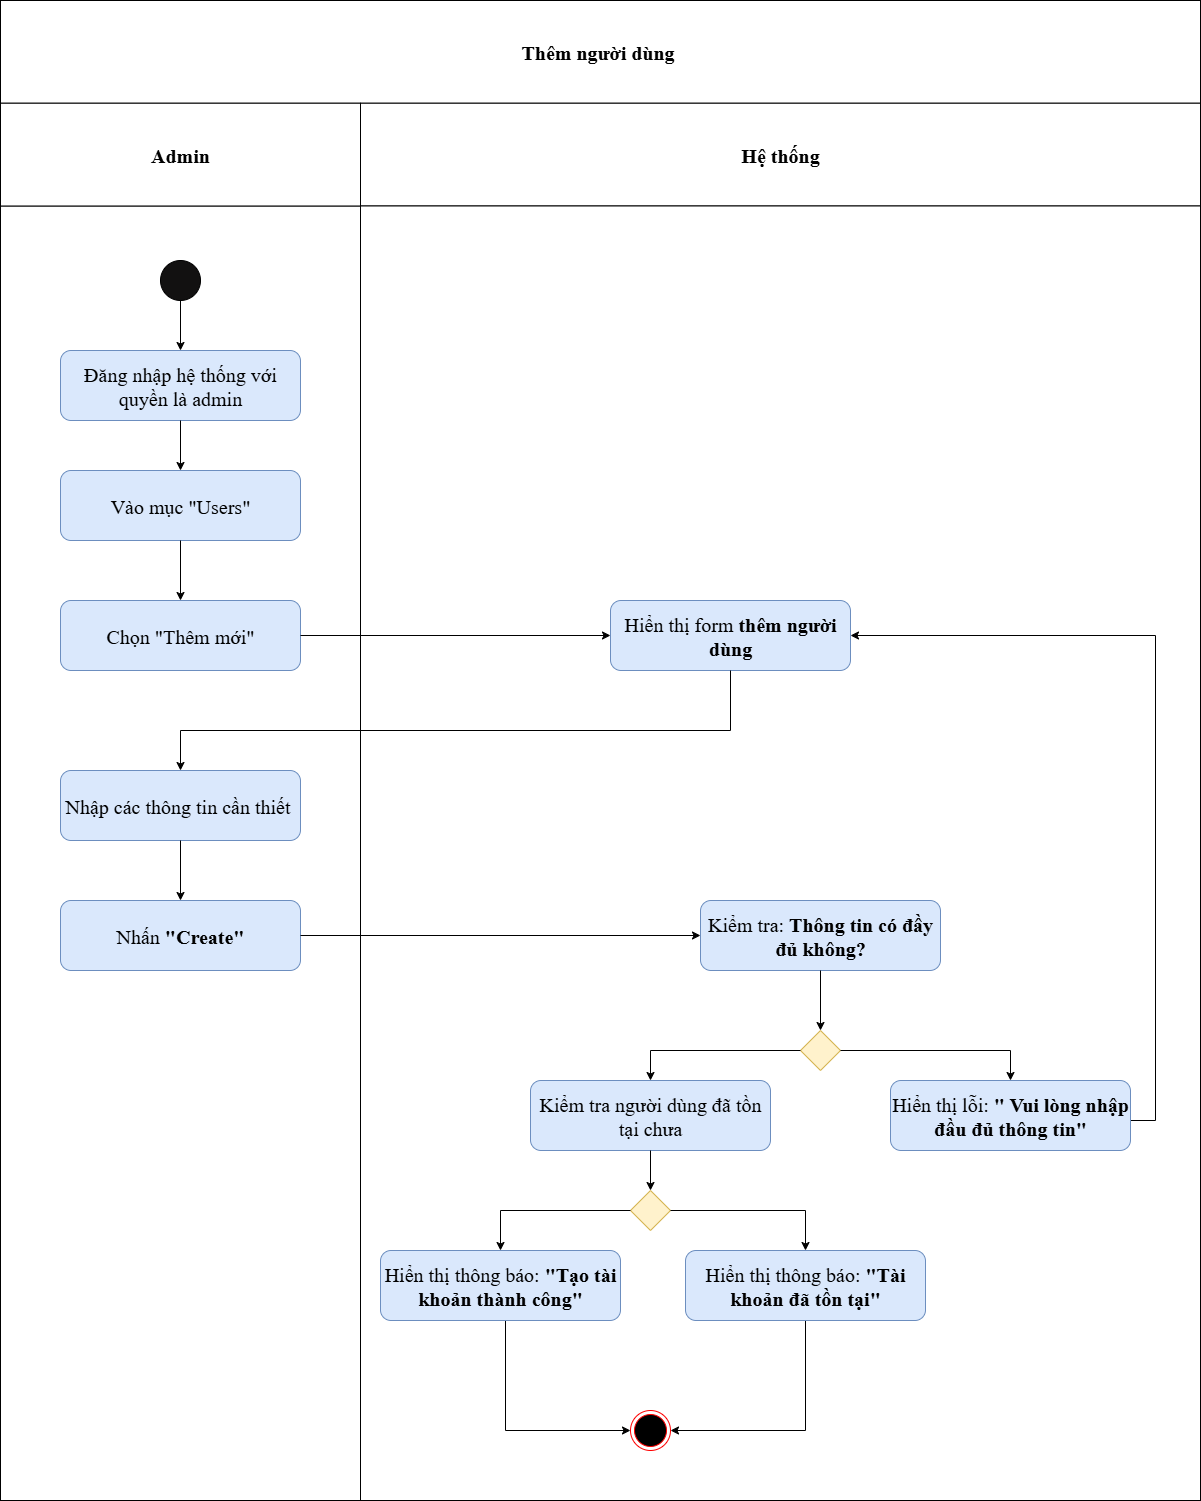 Thêm người dùng
Admin
Hệ thống
Đăng nhập hệ thống với
quyền là admin
Vào mục "Users"
Chọn "Thêm mới"
Hiển thị form thêm người
dùng
Nhập các thông tin cần thiết
Nhấn "Create"
Kiểm tra: Thông tin có đầy
đủ không?
Kiểm tra người dùng đã tồn
tại chưa
Hiển thị lỗi: " Vui lòng nhập
đầu đủ thông tin"
Hiển thị thông báo: "Tạo tài
khoản thành công"
Hiển thị thông báo: "Tài
khoản đã tồn tại"